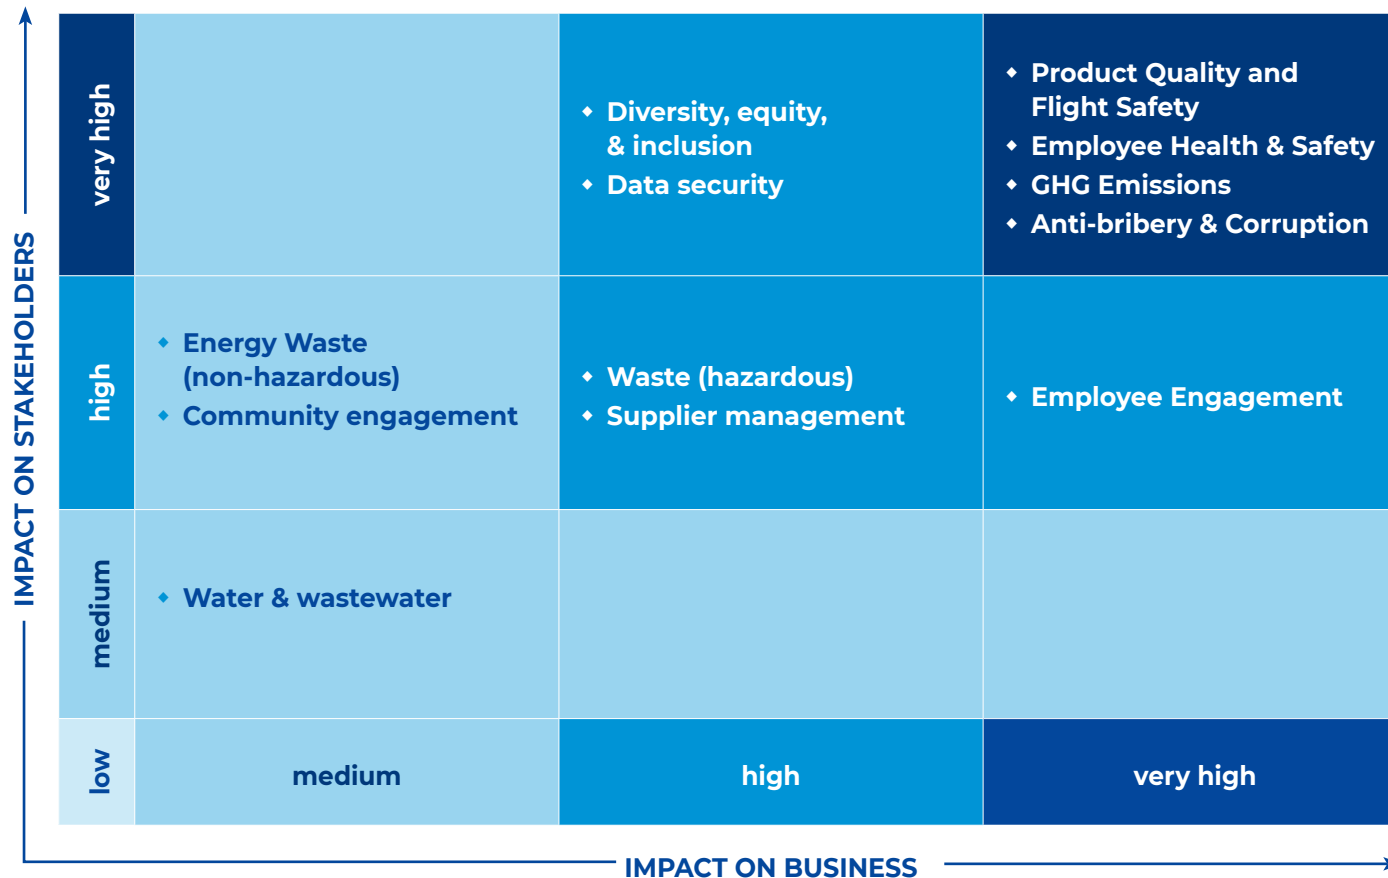 IMPACT ON STAKEHOLDERS
very high
Diversity, equity,
& inclusion
Data security
Product Quality and
Flight Safety
Employee Health & Safety
GHG Emissions
Anti-bribery & Corruption
high
Energy Waste
(non-hazardous)
Community engagement
Waste (hazardous)
Supplier management
Employee Engagement
medium
Water & wastewater
low
medium
high
very high
IMPACT ON BUSINESS